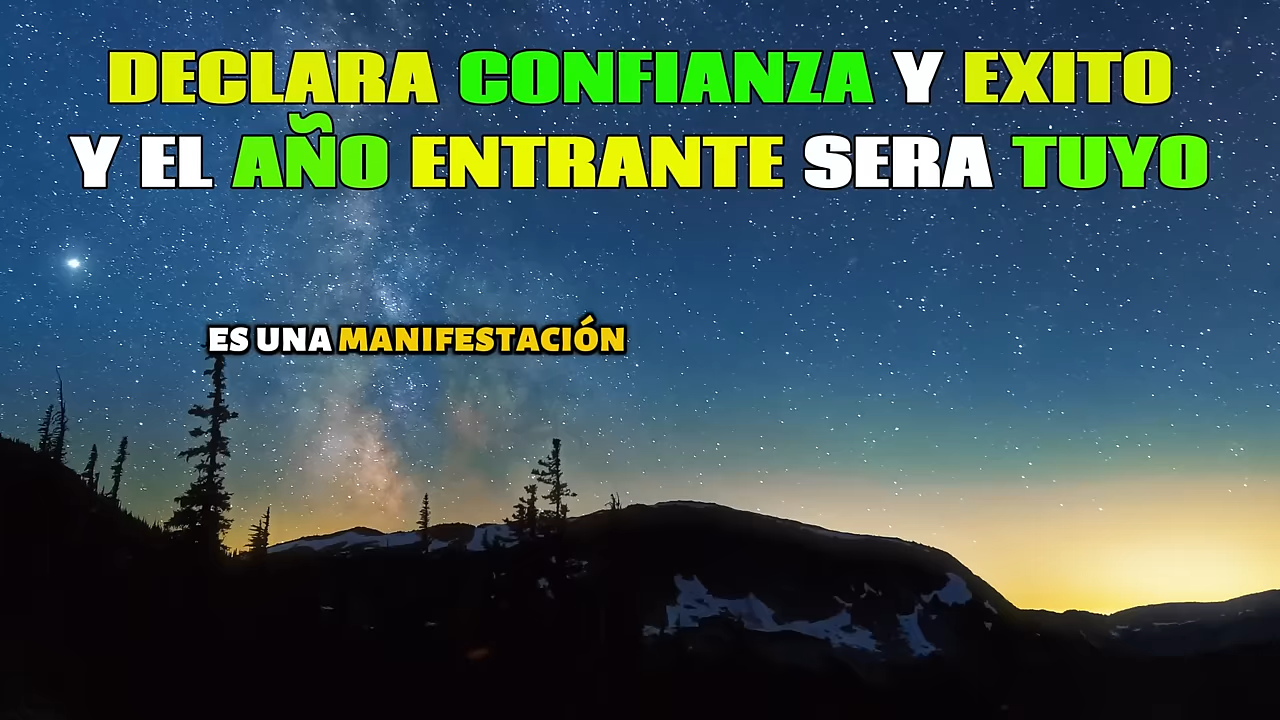 DECLARA CONFIANZA Y EXITO
Y EL AÑO ENTRANTE SERA TUYO
ES UNA MANIFESTACIÓN